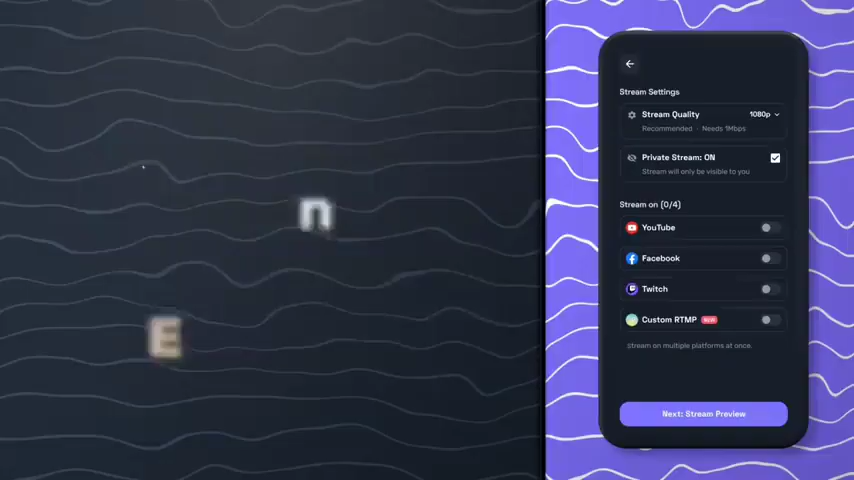 n
E
Stream Settings
Stream Quality 1080p
Recommended - Needs 1Mbps
Private Stream: ON
Stream will only be visible to you
Stream on (0/4)
YouTube
Facebook
Twitch
Custom RTMP NEW
Stream on multiple platforms at once.
Next: Stream Preview